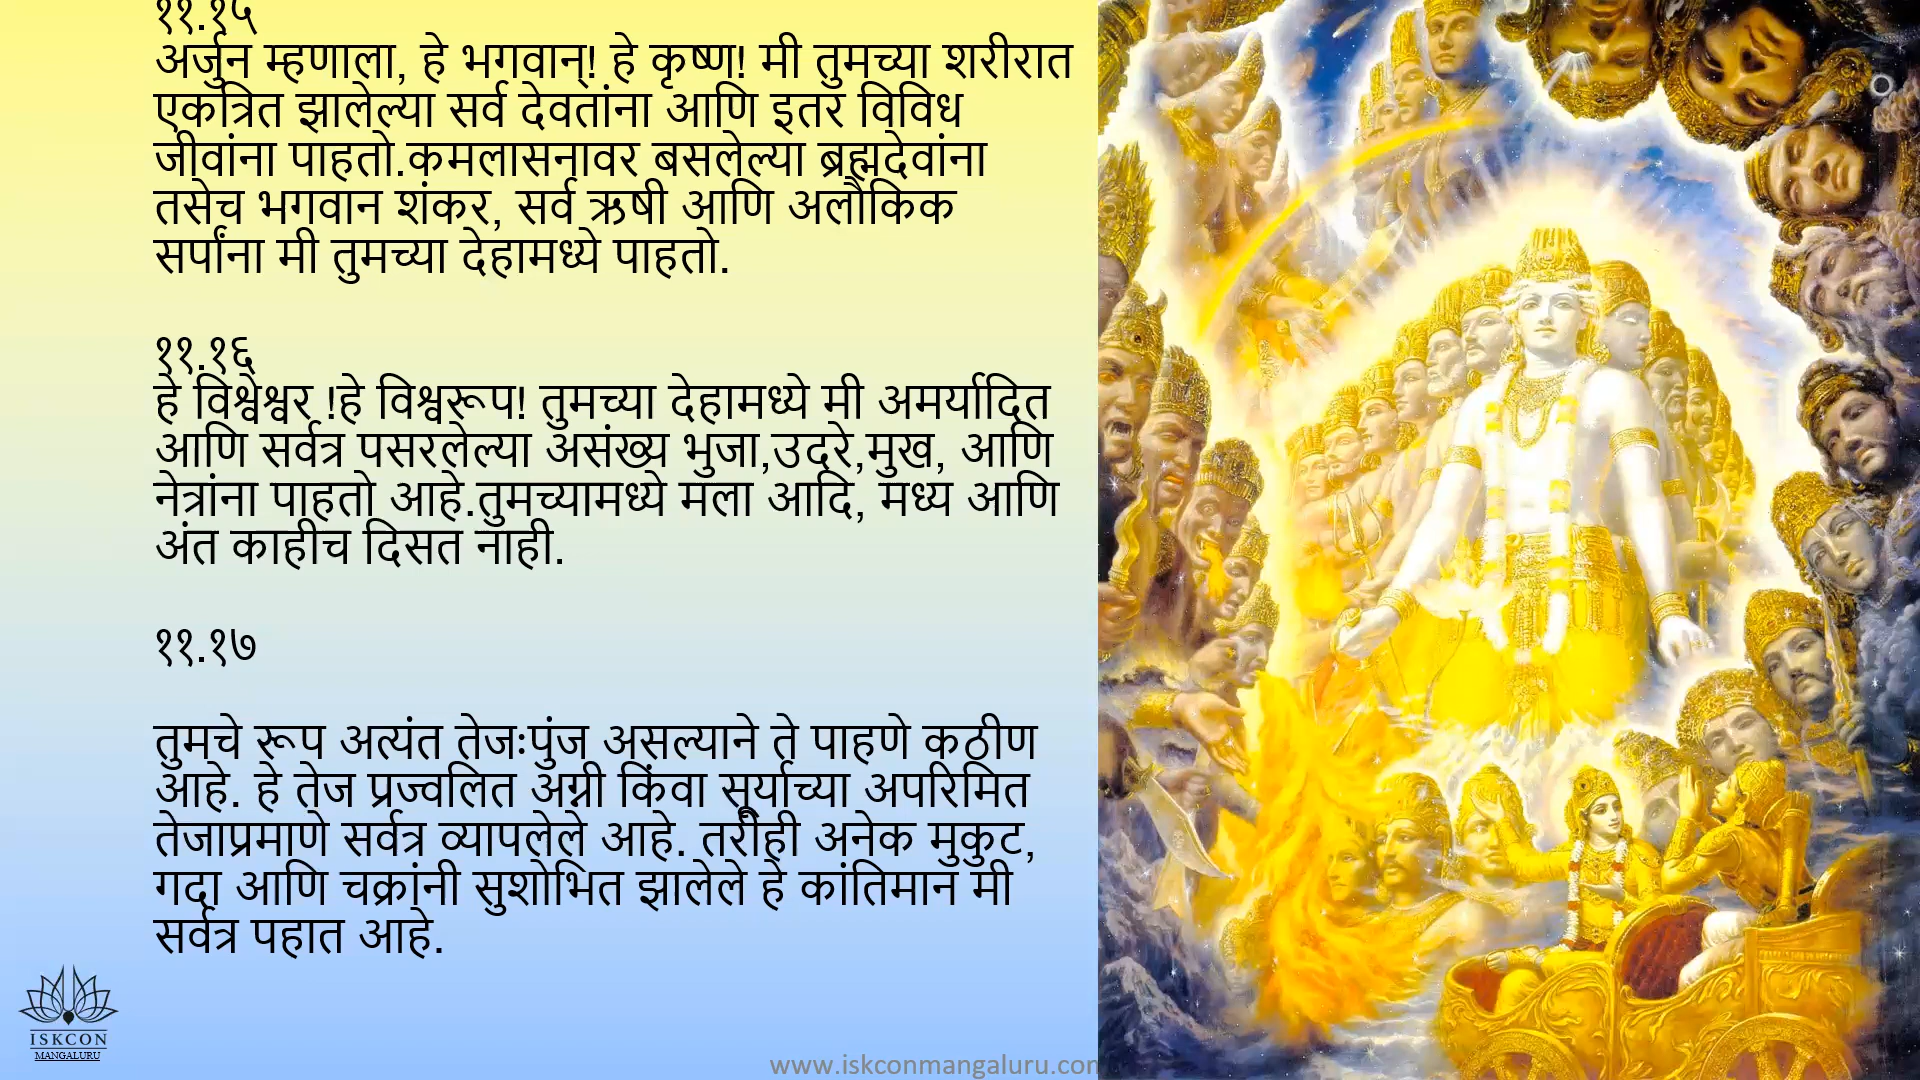 ११.१५
अर्जुन म्हणाला, हे भगवान्! हे कृष्ण! मी तुमच्या शरीरात
एकत्रित झालेल्या सर्व देवतांना आणि इतर विविध
जीवांना पाहतो.कमलासनावर बसलेल्या ब्रह्मदेवांना
तसेच भगवान शंकर, सर्व ऋषी आणि अलौकिक
सर्पांना मी तुमच्या देहामध्ये पाहतो.
११.१६
हे विश्वेश्वर !हे विश्वरूप! तुमच्या देहामध्ये मी अमर्यादित
आणि सर्वत्र पसरलेल्या असंख्य भुजा,उदरे,मुख, आणि
नेत्रांना पाहतो आहे.तुमच्यामध्ये मला आदि, मध्य आणि
अंत काहीच दिसत नाही.
११.१७
तुमचे रूप अत्यंत तेजःपुंज असल्याने ते पाहणे कठीण
आहे. हे तेज प्रज्वलित अग्नी किंवा सूर्याच्या अपरिमित
तेजाप्रमाणे सर्वत्र व्यापलेले आहे. तरीही अनेक मुकुट,
गदा आणि चक्रांनी सुशोभित झालेले हे कांतिमान मी
सर्वत्र पहात आहे.
ISKCON
MANGALURU
www.iskconmangaluru.com